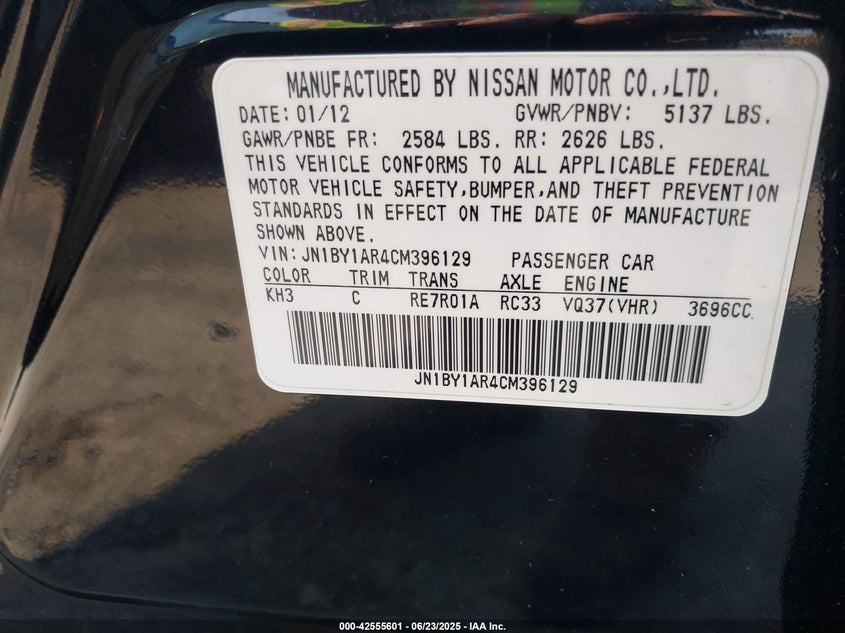 MANUFACTURED BY NISSAN MOTOR CO.,LTD.
DATE: 01/12 GVWR/PNBV: 5137 LBS.
GAWR/PNBE FR: 2584 LBS. RR: 2626 LBS.
THIS VEHICLE CONFORMS TO ALL APPLICABLE FEDERAL
MOTOR VEHICLE SAFETY,BUMPER,AND THEFT PREVENTION
STANDARDS IN EFFECT ON THE DATE OF MANUFACTURE
SHOWN ABOVE.
VIN: JN1BY1AR4CM396129 PASSENGER CAR
COLOR TRIM TRANS AXLE ENGINE
KH3 C RE7R01A RC33 VQ37(VHR) 3696CC
JN1BY1AR4CM396129
000-42555601 - 06/23/2025 - IAA Inc.